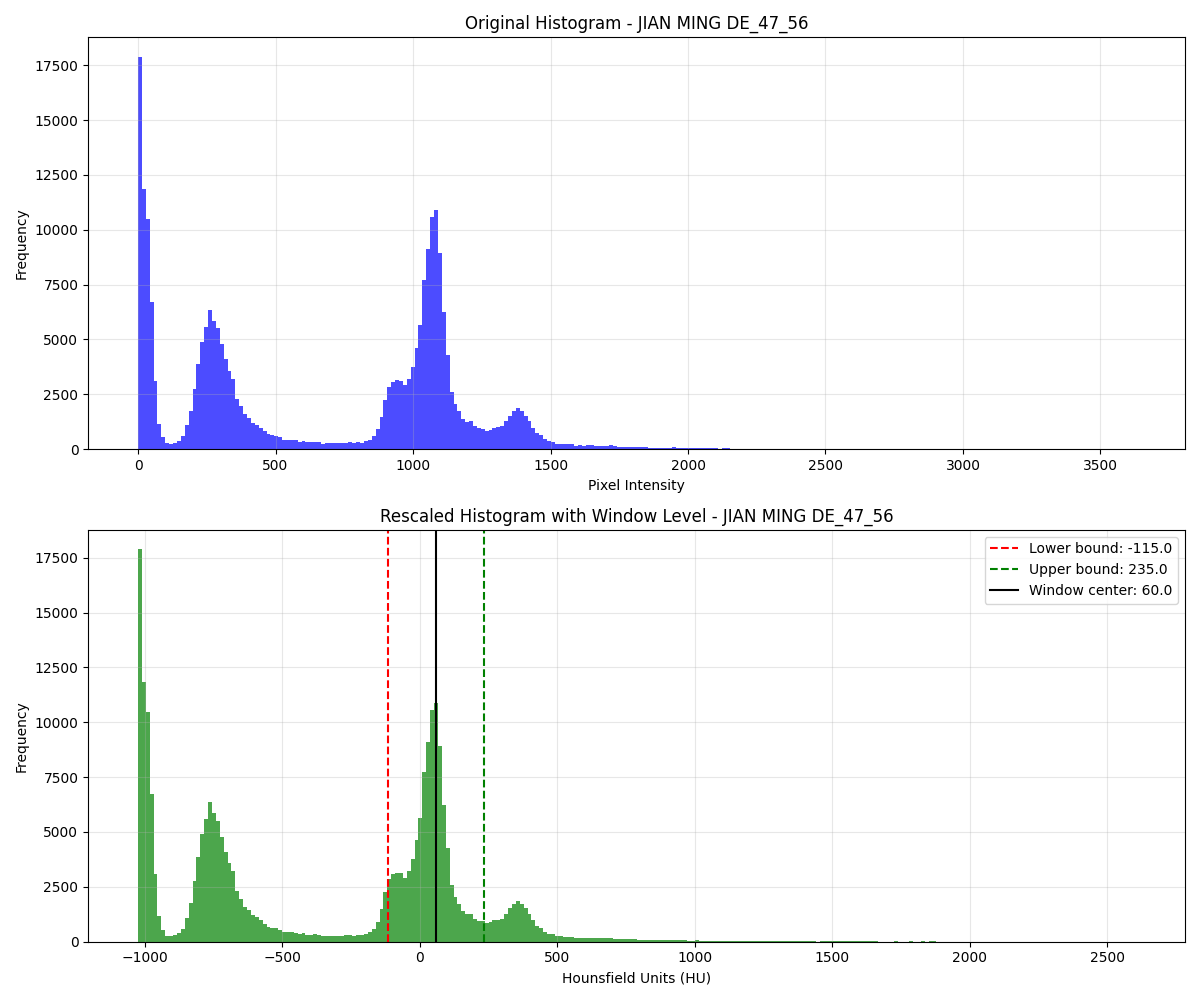 Original Histogram - JIAN MING DE_47_56
17500
15000
12500
10000
7500
5000
2500
0
Frequency
0 500 1000 1500 2000 2500 3000 3500
Pixel Intensity
Rescaled Histogram with Window Level - JIAN MING DE_47_56
Lower bound: -115.0
Upper bound: 235.0
Window center: 60.0
17500
15000
12500
10000
7500
5000
2500
0
Frequency
−1000 −500 0 500 1000 1500 2000 2500
Hounsfield Units (HU)